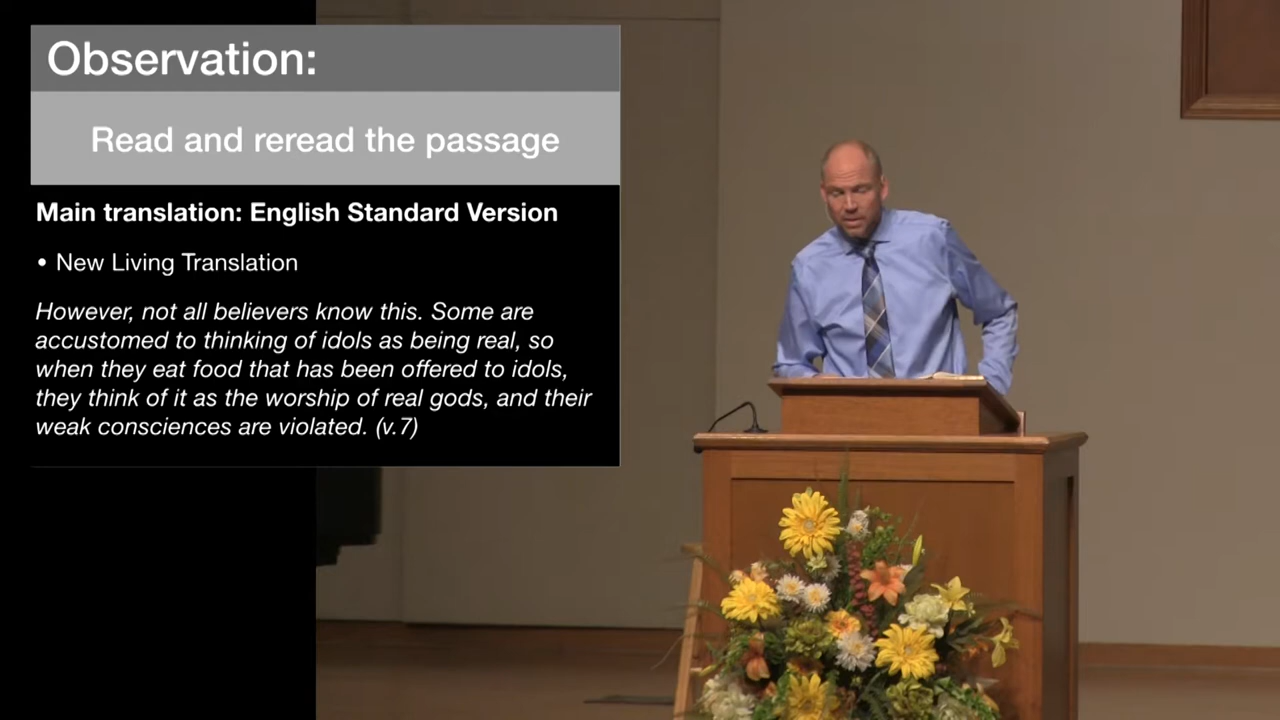 Observation:
Read and reread the passage
Main translation: English Standard Version
• New Living Translation
However, not all believers know this. Some are
accustomed to thinking of idols as being real, so
when they eat food that has been offered to idols,
they think of it as the worship of real gods, and their
weak consciences are violated. (v.7)